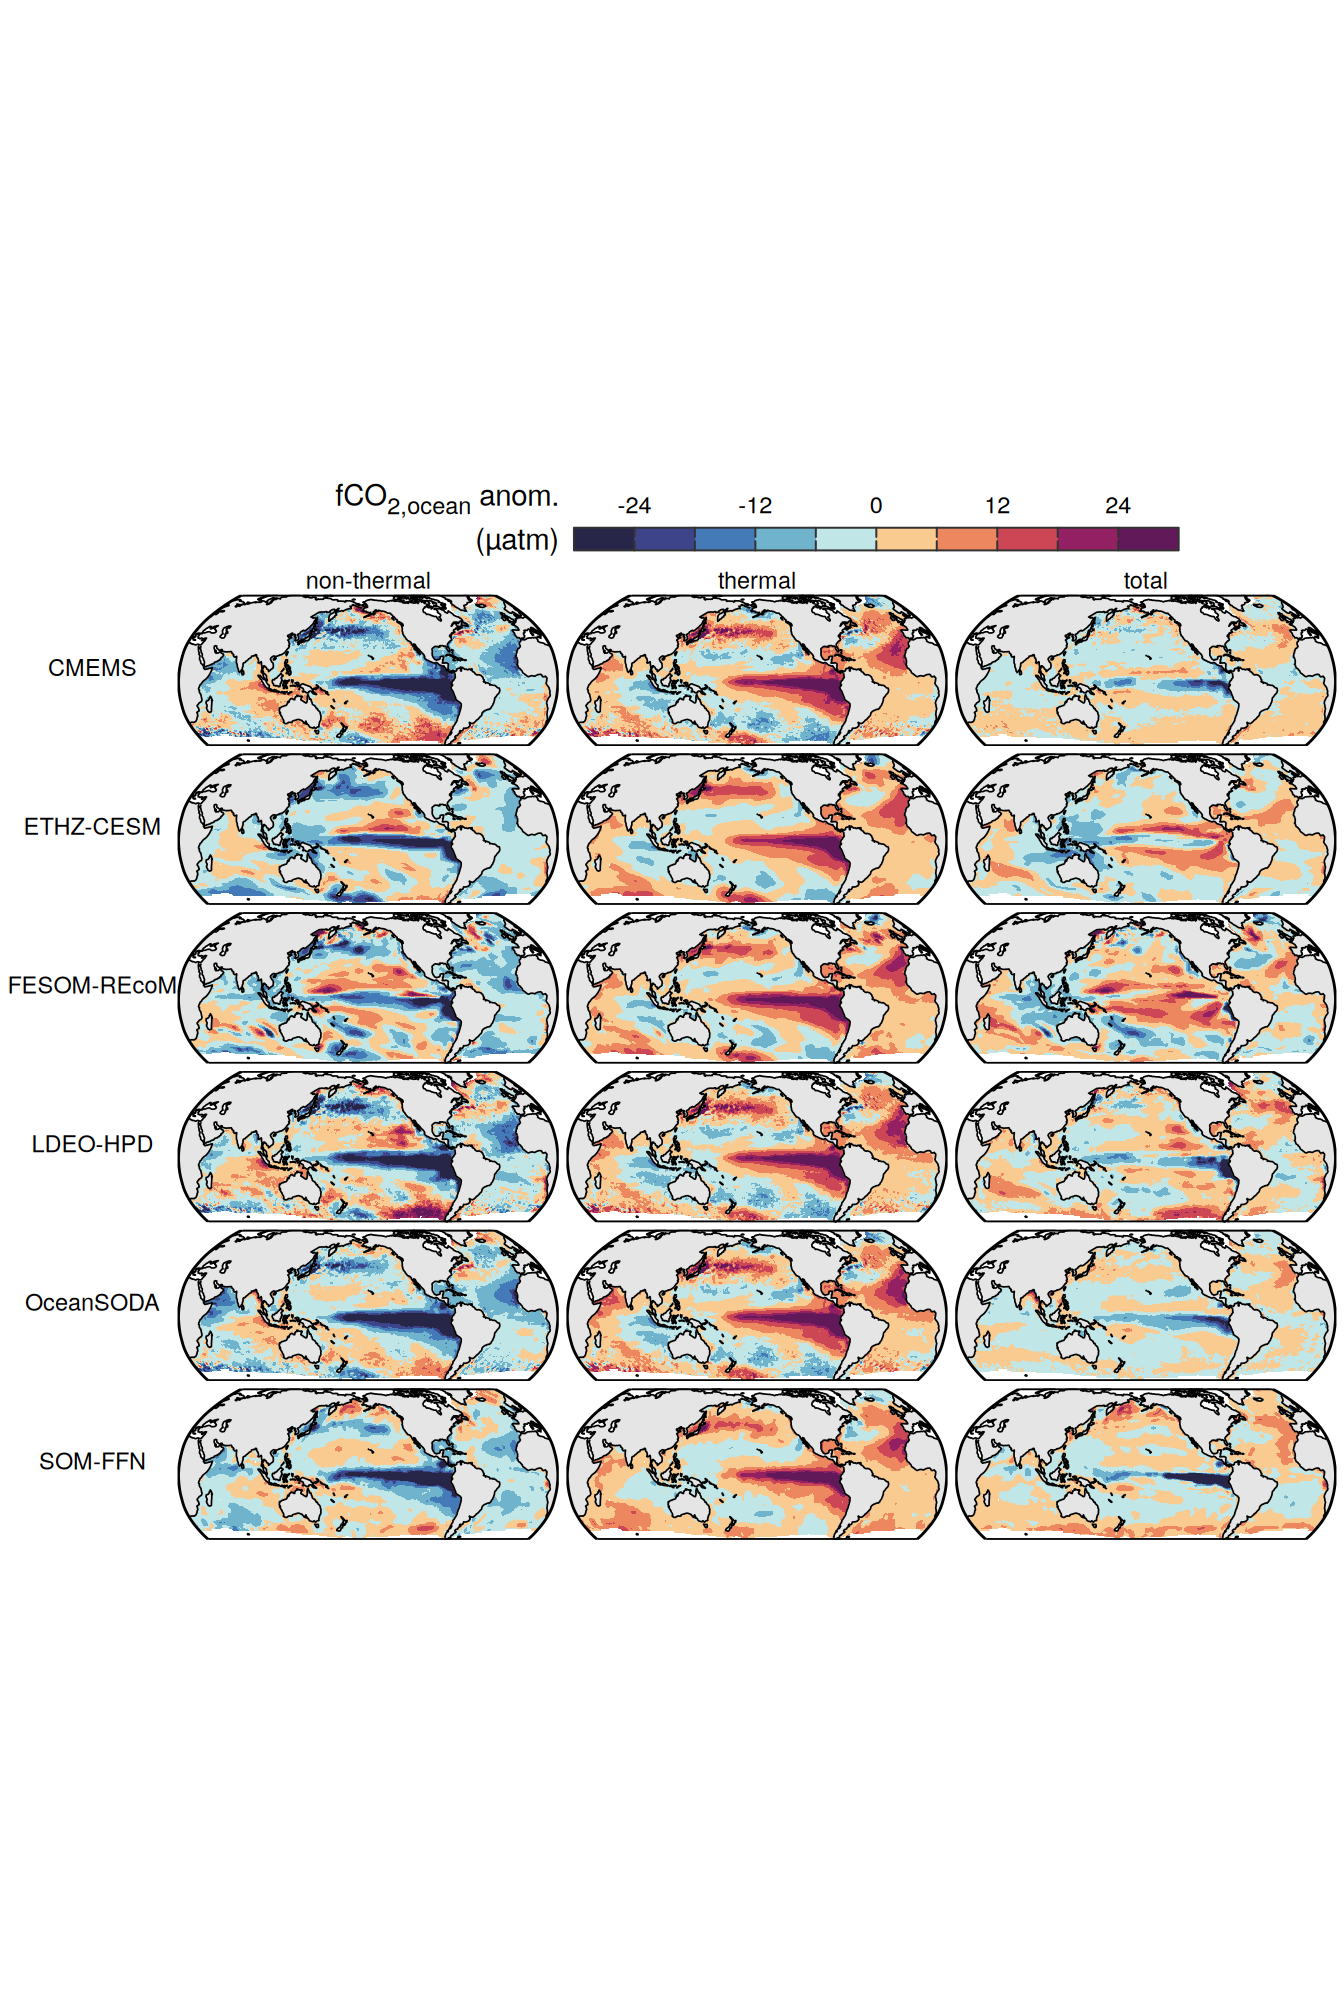 fCO2,ocean anom.
(µatm)
-24 -12 0 12 24
non-thermal thermal total
CMEMS
ETHZ-CESM
FESOM-REcoM
LDEO-HPD
OceanSODA
SOM-FFN